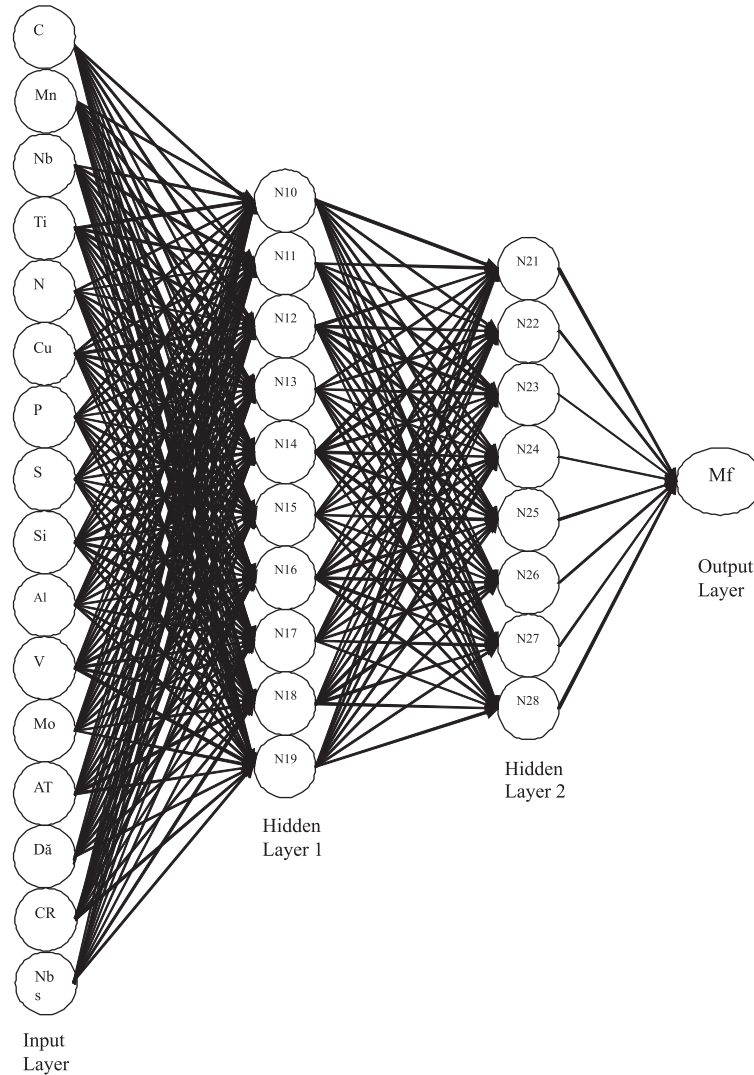 C
Mn
Nb
Ti
N
Cu
P
S
Si
Al
V
Mo
AT
Dă
CR
Nb
s
Input
Layer
N10
N11
N12
N13
N14
N15
N16
N17
N18
N19
Hidden
Layer 1
N21
N22
N23
N24
N25
N26
N27
N28
Hidden
Layer 2
Mf
Output
Layer